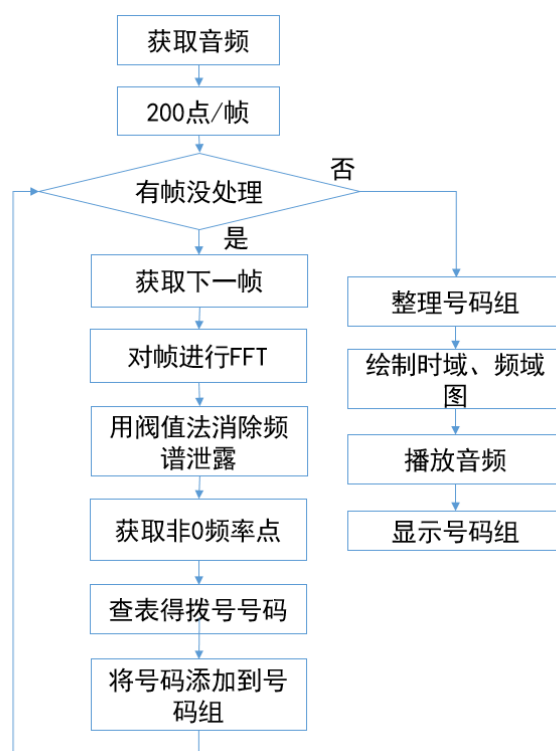 获取音频
200点/帧
有帧没处理
否
是
获取下一帧
对帧进行FFT
用阀值法消除频
谱泄露
获取非0频率点
查表得拨号号码
将号码添加到号
码组
整理号码组
绘制时域、频域
图
播放音频
显示号码组